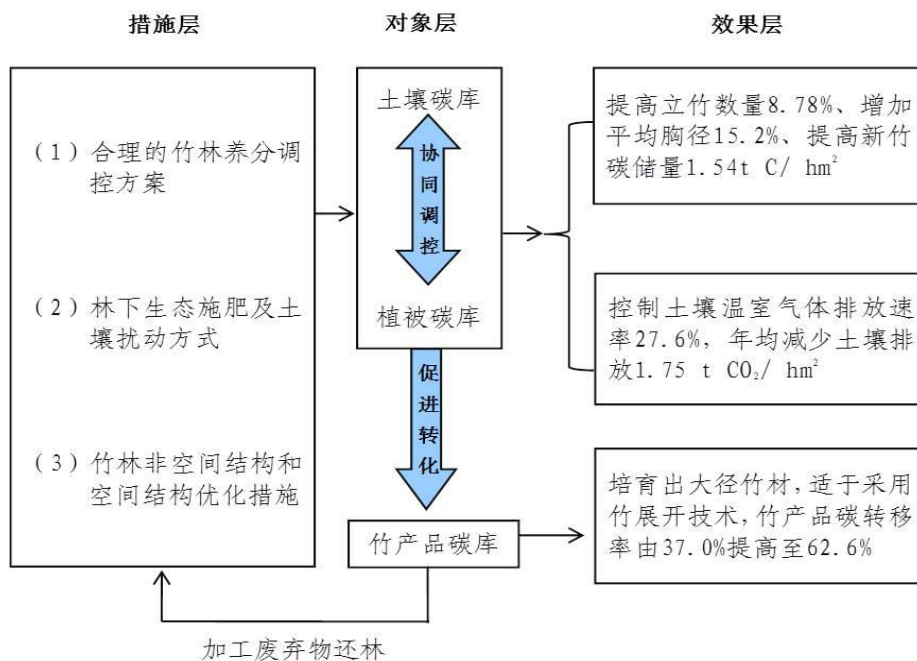 措施层
对象层
效果层
(1)合理的竹林养分调
控方案
(2)林下生态施肥及土
壤扰动方式
(3)竹林非空间结构和
空间结构优化措施
土壤碳库
协同调控
植被碳库
促进转化
竹产品碳库
提高立竹数量8.78%、增加
平均胸径15.2%、提高新竹
碳储量1.54t C/ hm²
控制土壤温室气体排放速
率27.6%，年均减少土壤排
放1.75 t CO₂/ hm²
培育出大径竹材，适于采用
竹展开技术，竹产品碳转移
率由37.0%提高至62.6%
加工废弃物还林